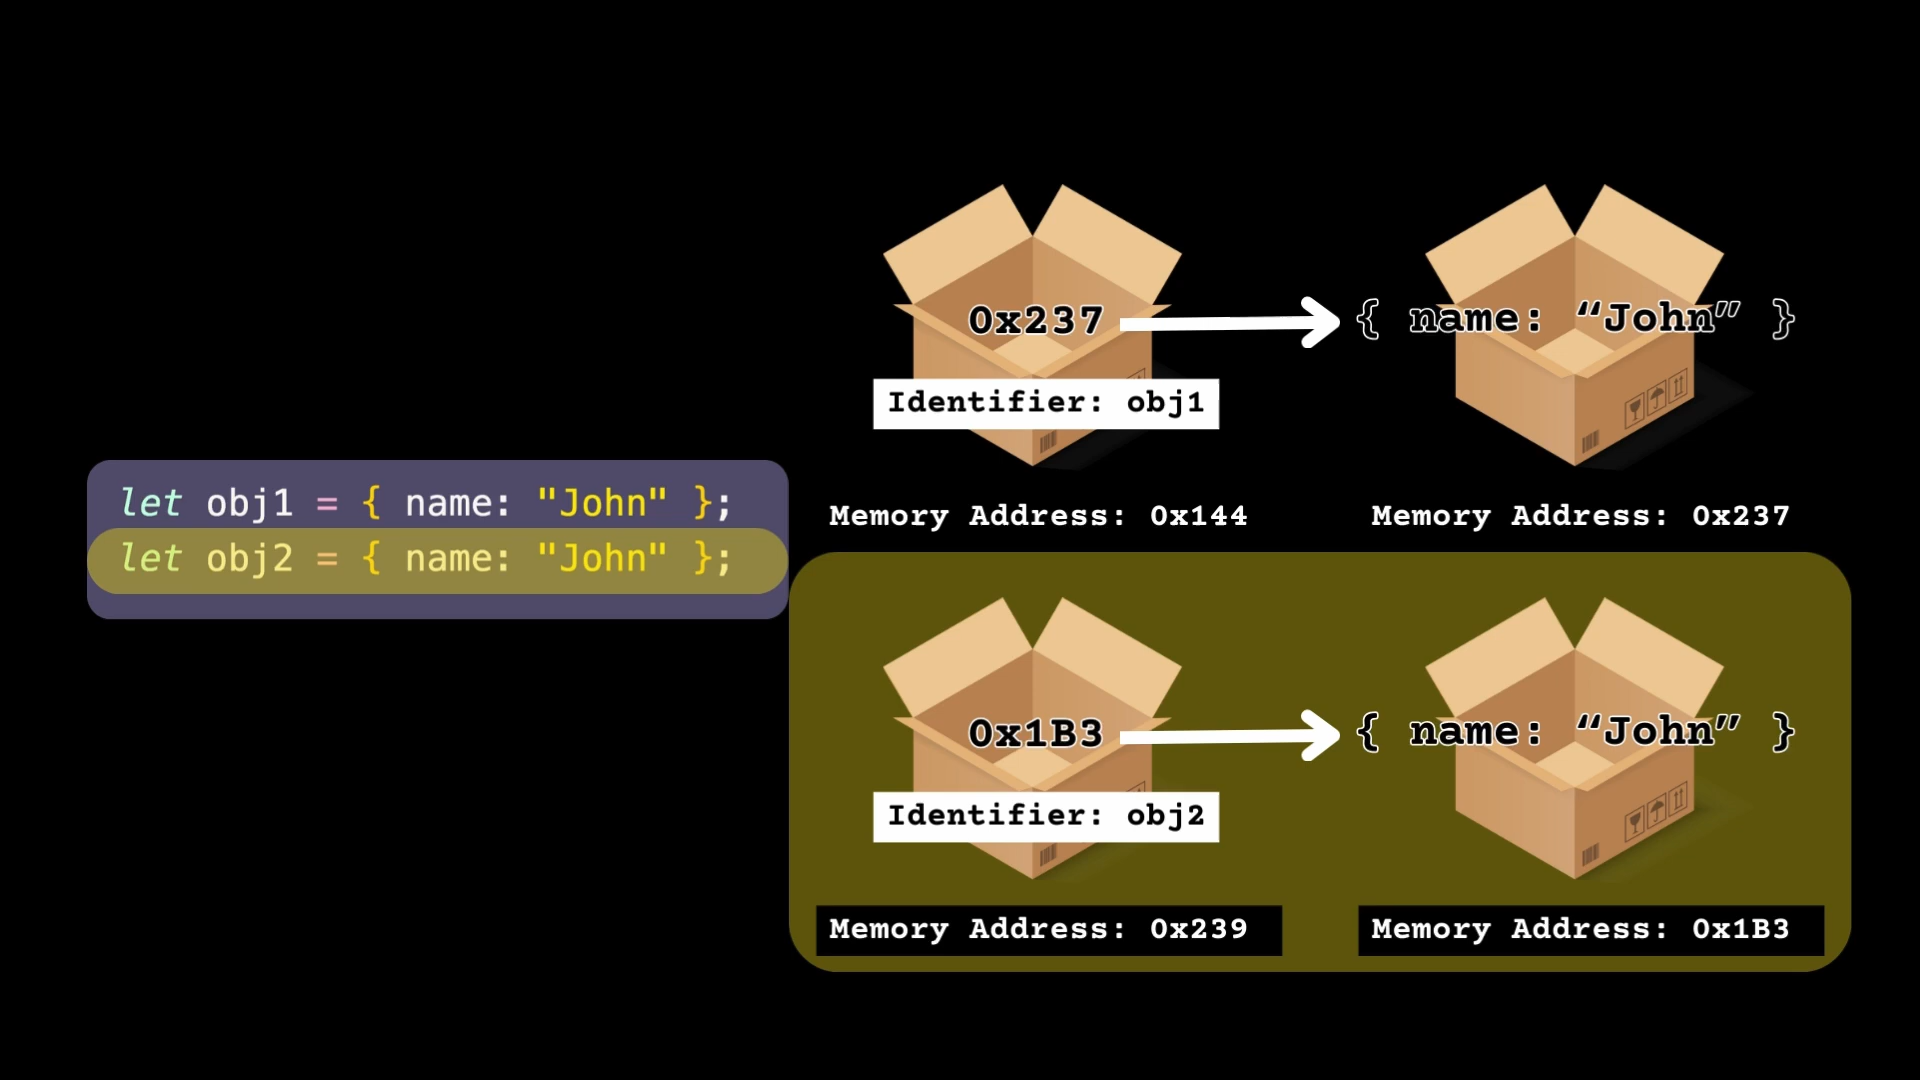 let obj1 = { name: "John" };
let obj2 = { name: "John" };
0x237
{ name: “John” }
Identifier: obj1
Memory Address: 0x144
Memory Address: 0x237
0x1B3
{ name: “John” }
Identifier: obj2
Memory Address: 0x239
Memory Address: 0x1B3